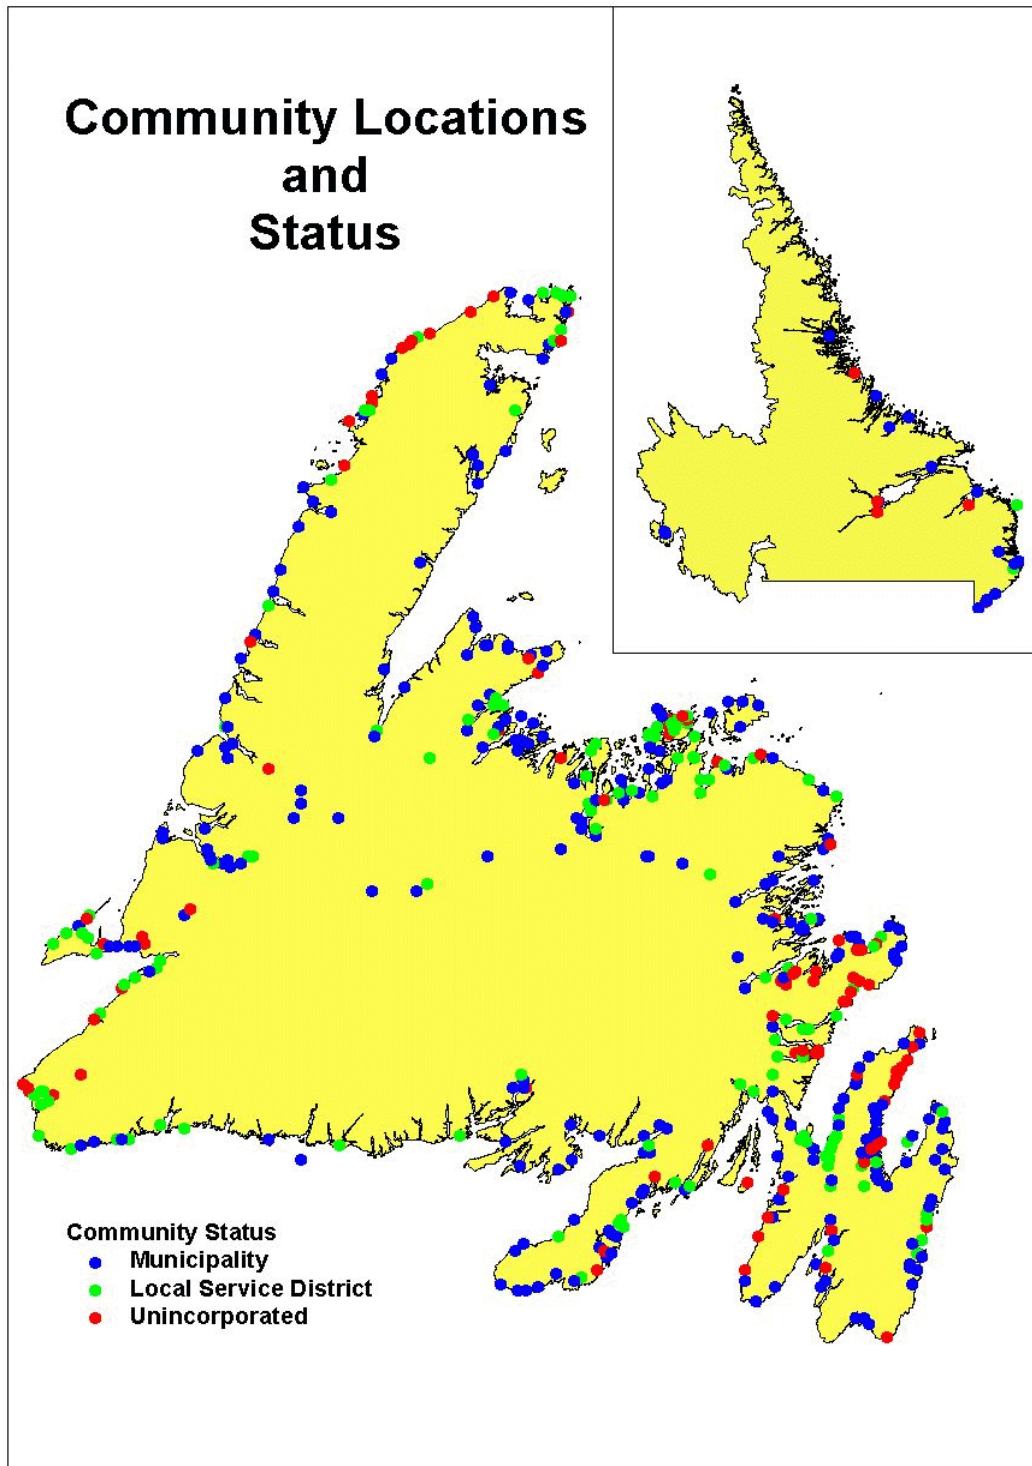 Community Locations
and
Status
Community Status
Municipality
Local Service District
Unincorporated